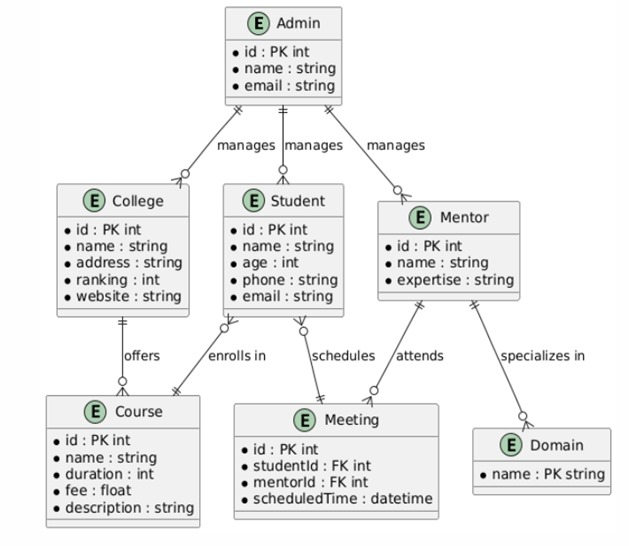 E Admin
id : PK int
name : string
email : string
manages manages manages
E College
id : PK int
name : string
address : string
ranking : int
website : string
E Student
id : PK int
name : string
age : int
phone : string
email : string
E Mentor
id : PK int
name : string
expertise : string
offers enrolls in schedules attends specializes in
E Course
id : PK int
name : string
duration : int
fee : float
description : string
E Meeting
id : PK int
studentId : FK int
mentorId : FK int
scheduledTime : datetime
E Domain
name : PK string